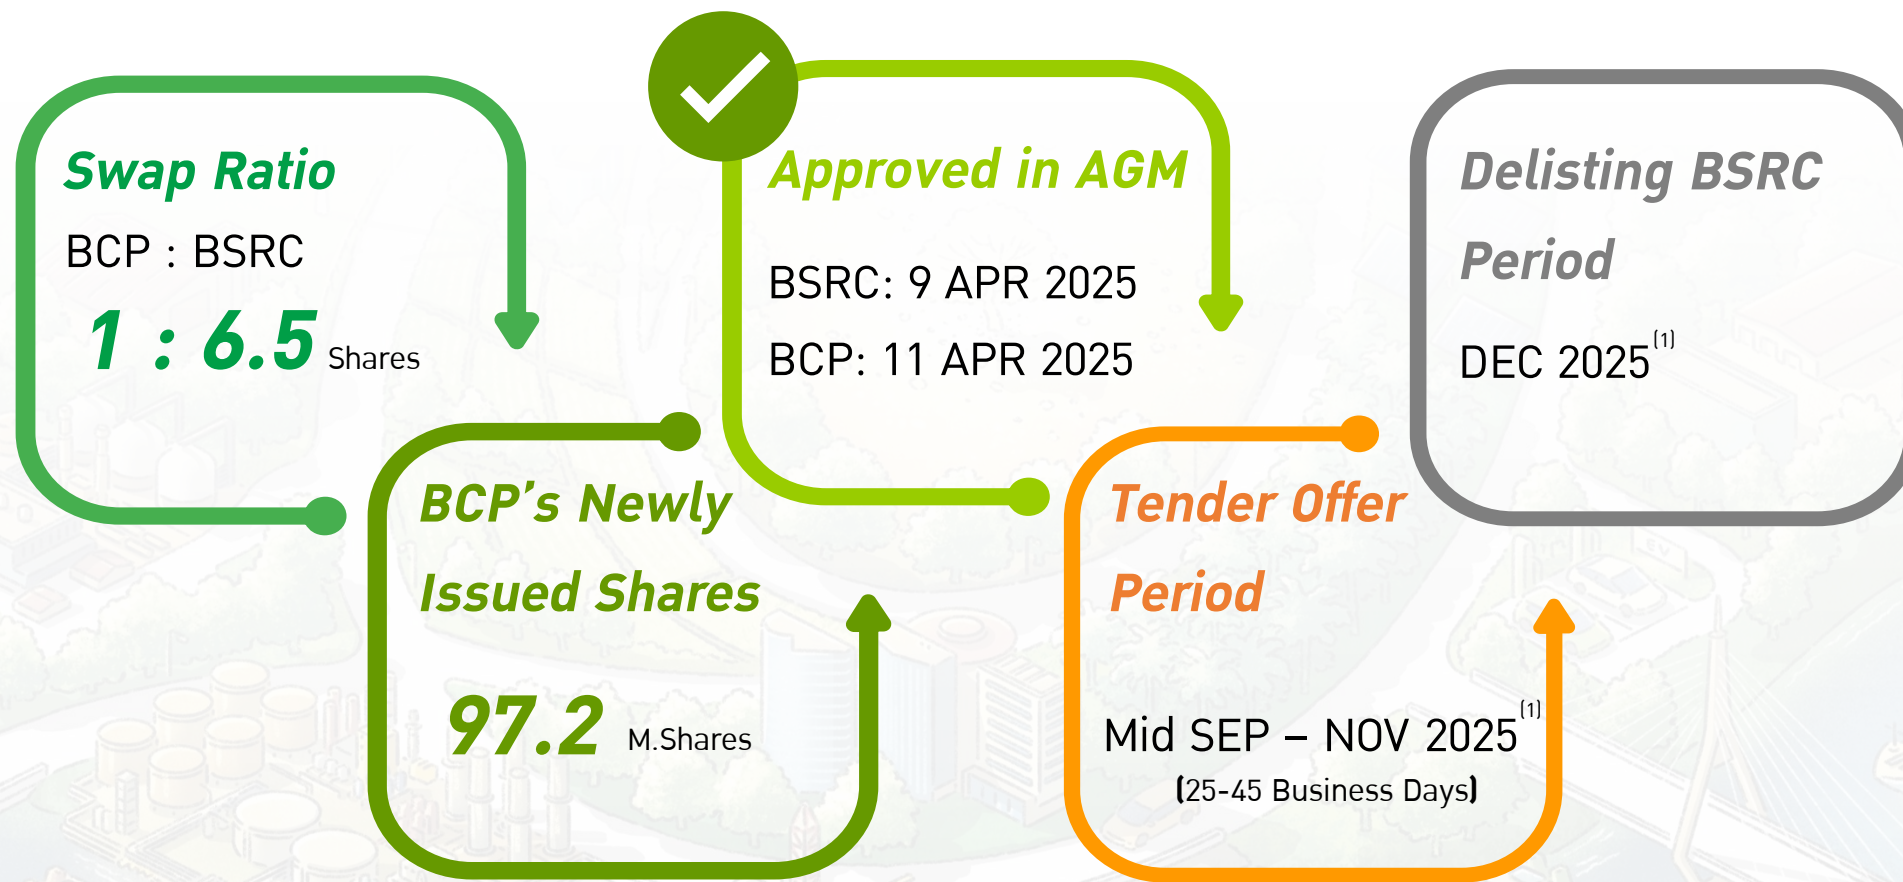 Swap Ratio
BCP : BSRC
1 : 6.5 Shares
BCP’s Newly
Issued Shares
97.2 M.Shares
Approved in AGM
BSRC: 9 APR 2025
BCP: 11 APR 2025
Tender Offer
Period
Mid SEP – NOV 2025(1)
(25-45 Business Days)
Delisting BSRC
Period
DEC 2025(1)